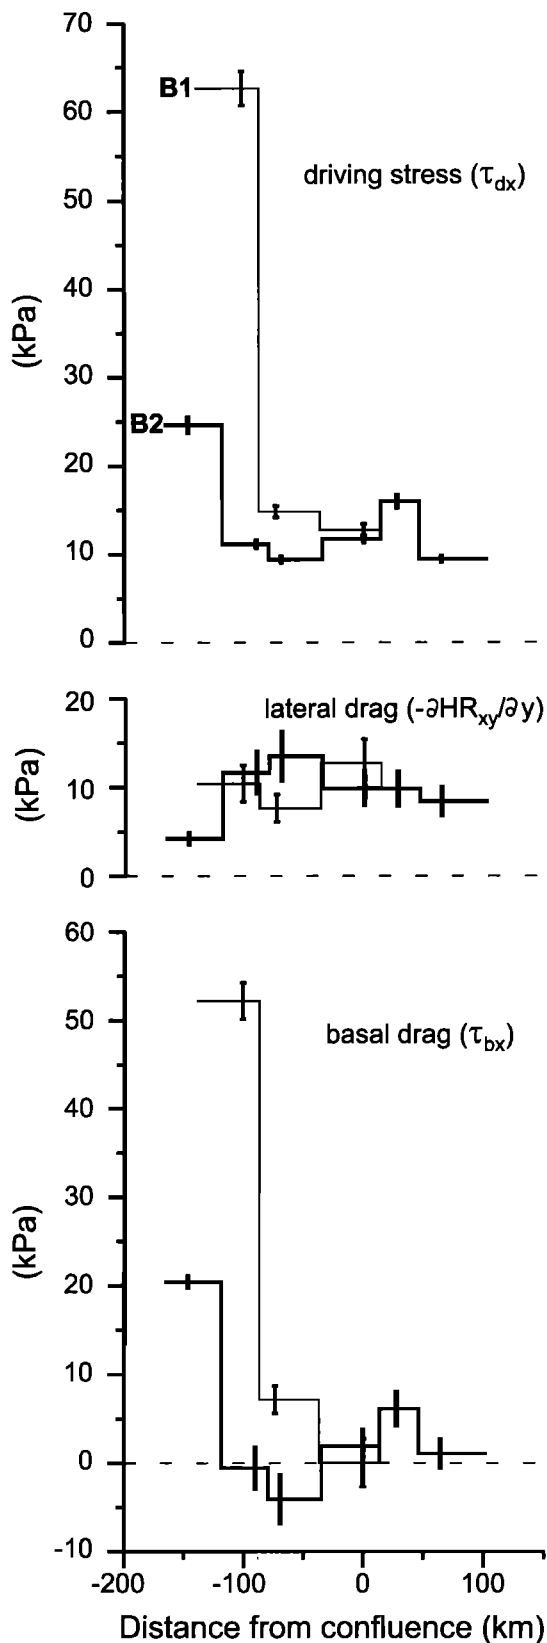 70
B1
60
driving stress (τdx)
50
40
(kPa)
30
B2
20
10
0
20
lateral drag (-∂HRxy/∂y)
10
(kPa)
0
60
50
basal drag (τbx)
40
30
(kPa)
20
10
0
-10
-200 -100 0 100
Distance from confluence (km)